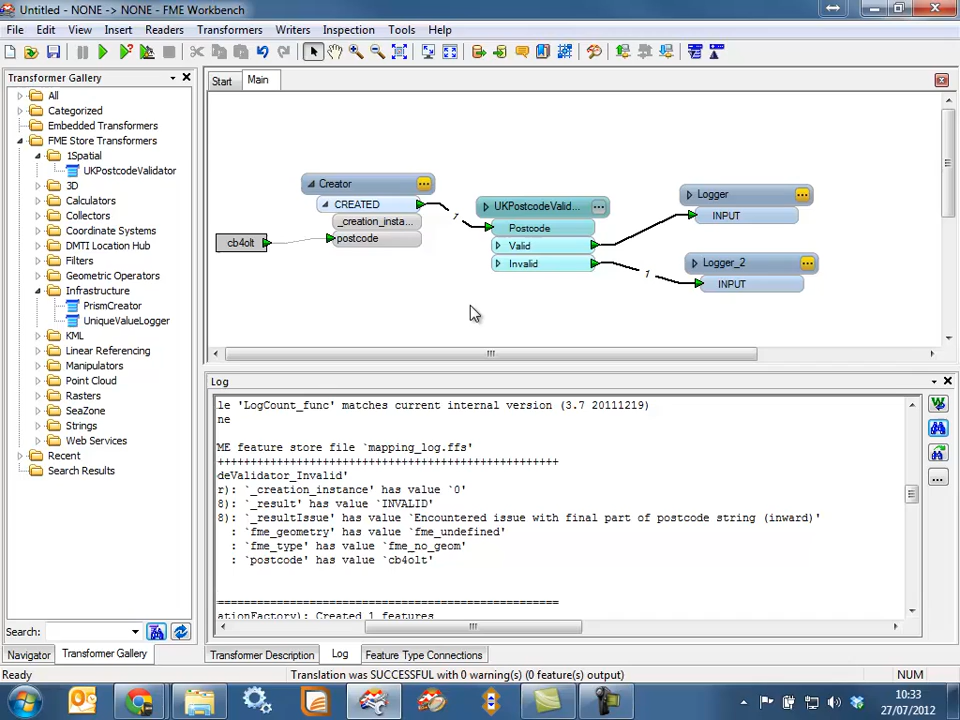 Untitled - NONE -> NONE - FME Workbench
File Edit View Insert Readers Transformers Writers Inspection Tools Help
Transformer Gallery
All
Categorized
Embedded Transformers
FME Store Transformers
1Spatial
UKPostcodeValidator
3D
Calculators
Collectors
Coordinate Systems
DMTI Location Hub
Filters
Geometric Operators
Infrastructure
PrismCreator
UniqueValueLogger
KML
Linear Referencing
Manipulators
Point Cloud
Rasters
SeaZone
Strings
Web Services
Recent
Search Results
Search:
Navigator Transformer Gallery
Start Main
Creator
CREATED
_creation_insta...
postcode
cb4olt
1
UKPostcodeValid...
Postcode
Valid
Invalid
1
Logger
INPUT
Logger_2
INPUT
Log
le 'LogCount_func' matches current internal version (3.7 20111219)
ne
ME feature store file `mapping_log.ffs'
+++++++++++++++++++++++++++++++++++++++++++++++++++
deValidator_Invalid'
r): `_creation_instance' has value `0'
8): `_result' has value `INVALID'
8): `_resultIssue' has value `Encountered issue with final part of postcode string (inward)'
: `fme_geometry' has value `fme_undefined'
: `fme_type' has value `fme_no_geom'
: `postcode' has value `cb4olt'
===================================================
ationFactory): Created 1 features
Transformer Description Log Feature Type Connections
Ready Translation was SUCCESSFUL with 0 warning(s) (0 feature(s) output) NUM
10:33
27/07/2012